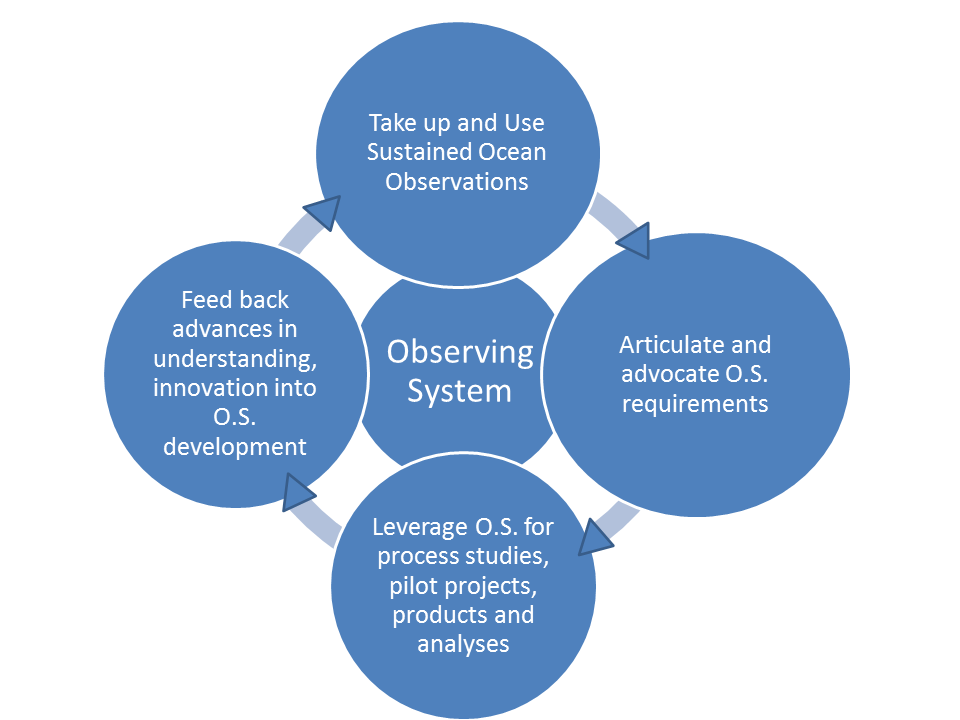 Take up and Use
Sustained Ocean
Observations
Articulate and
advocate O.S.
requirements
Leverage O.S. for
process studies,
pilot projects,
products and
analyses
Feed back
advances in
understanding,
innovation into
O.S.
development
Observing
System